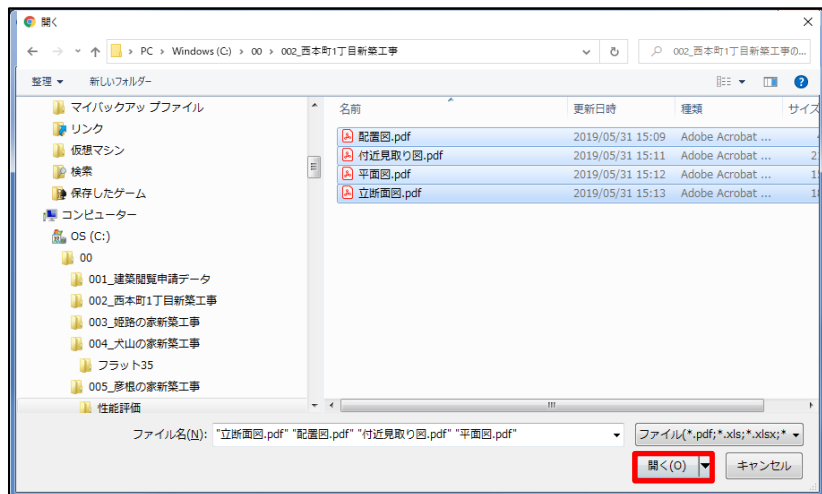 開く
PC › Windows (C:) › 00 › 002_西本町1丁目新築工事
002_西本町1丁目新築工事の...
整理 新しいフォルダー
名前 更新日時 種類 サイズ
マイバックアップファイル
リンク
仮想マシン
検索
保存したゲーム
コンピューター
OS (C:)
00
001_建築閲覧申請データ
002_西本町1丁目新築工事
003_姫路の家新築工事
004_犬山の家新築工事
フラット35
005_彦根の家新築工事
性能評価
配置図.pdf 2019/05/31 15:09 Adobe Acrobat ...
付近見取り図.pdf 2019/05/31 15:11 Adobe Acrobat ...
平面図.pdf 2019/05/31 15:12 Adobe Acrobat ...
立断面図.pdf 2019/05/31 15:13 Adobe Acrobat ...
ファイル名(N): "立断面図.pdf" "配置図.pdf" "付近見取り図.pdf" "平面図.pdf"
ファイル(*.pdf;*.xls;*.xlsx;*
開く(O) キャンセル